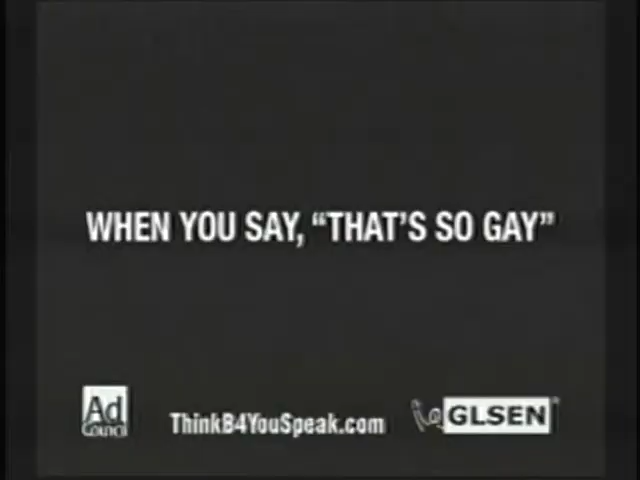 WHEN YOU SAY, “THAT’S SO GAY”
Ad Council
ThinkB4YouSpeak.com
GLSEN